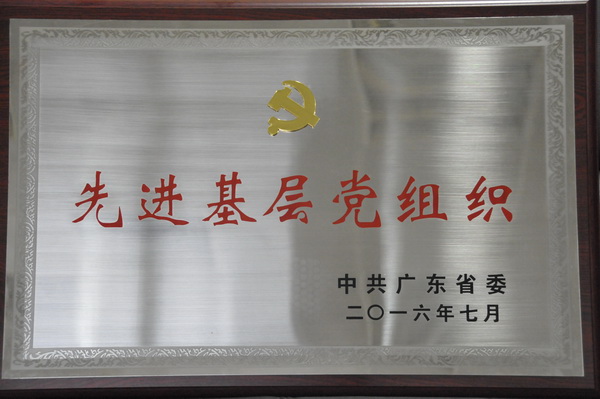 先进基层党组织
中共广东省委
二〇一六年七月